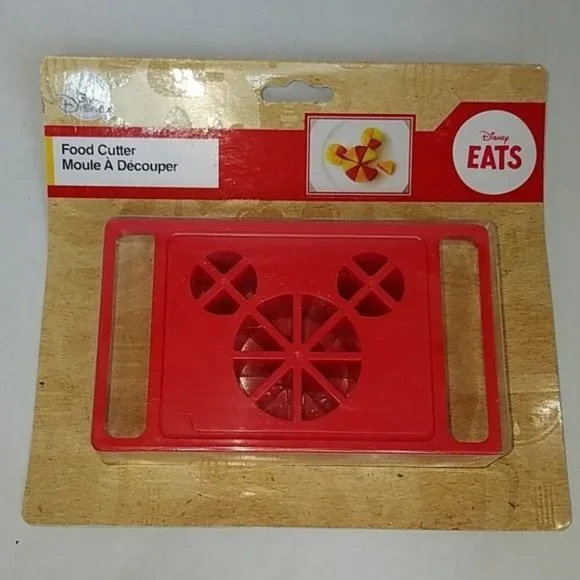 Disney
Food Cutter
Moule À Découper
Disney
EATS